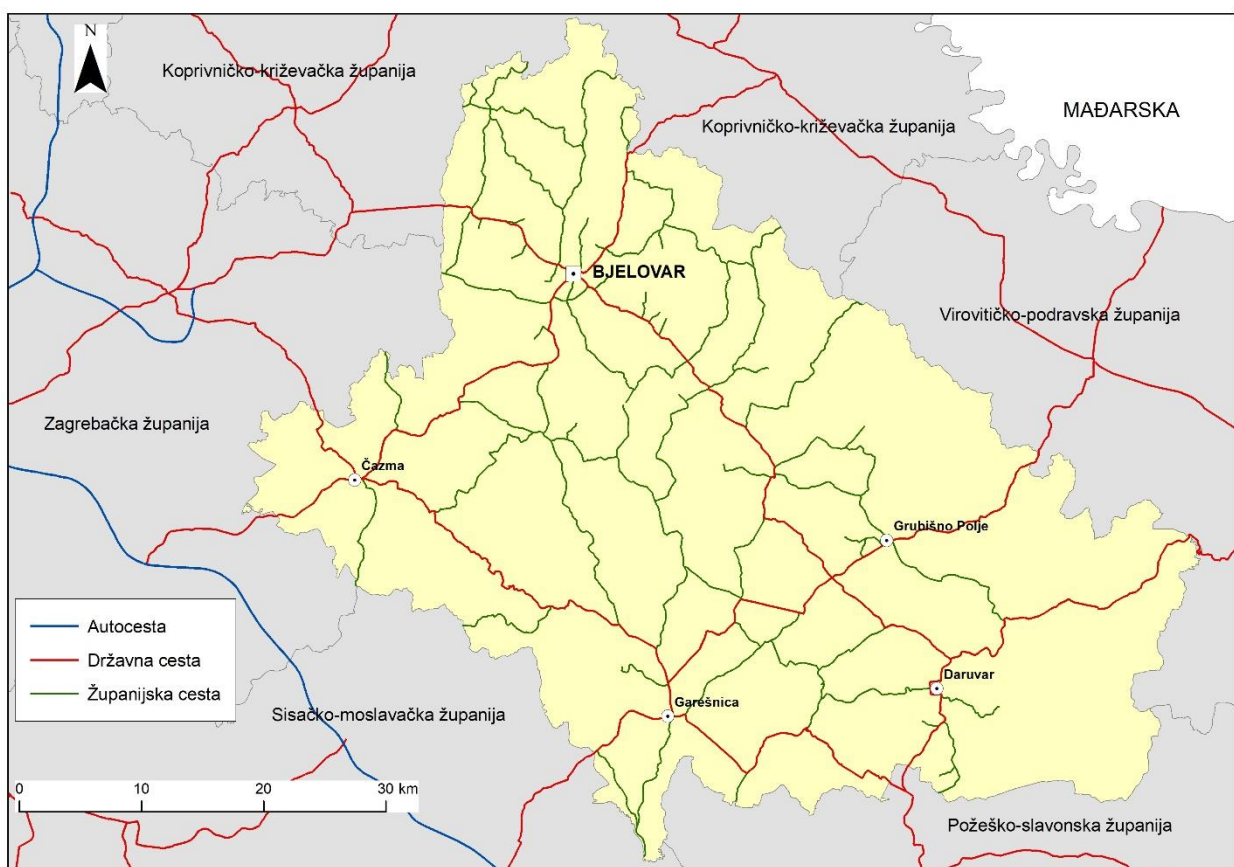 N
Koprivničko-križevačka županija
MAĐARSKA
Koprivničko-križevačka županija
BJELOVAR
Virovitičko-podravska županija
Zagrebačka županija
Čazma
Grubišno Polje
Autocesta
Državna cesta
Županijska cesta
Daruvar
Garešnica
Sisačko-moslavačka županija
0 10 20 30 km
Požeško-slavonska županija